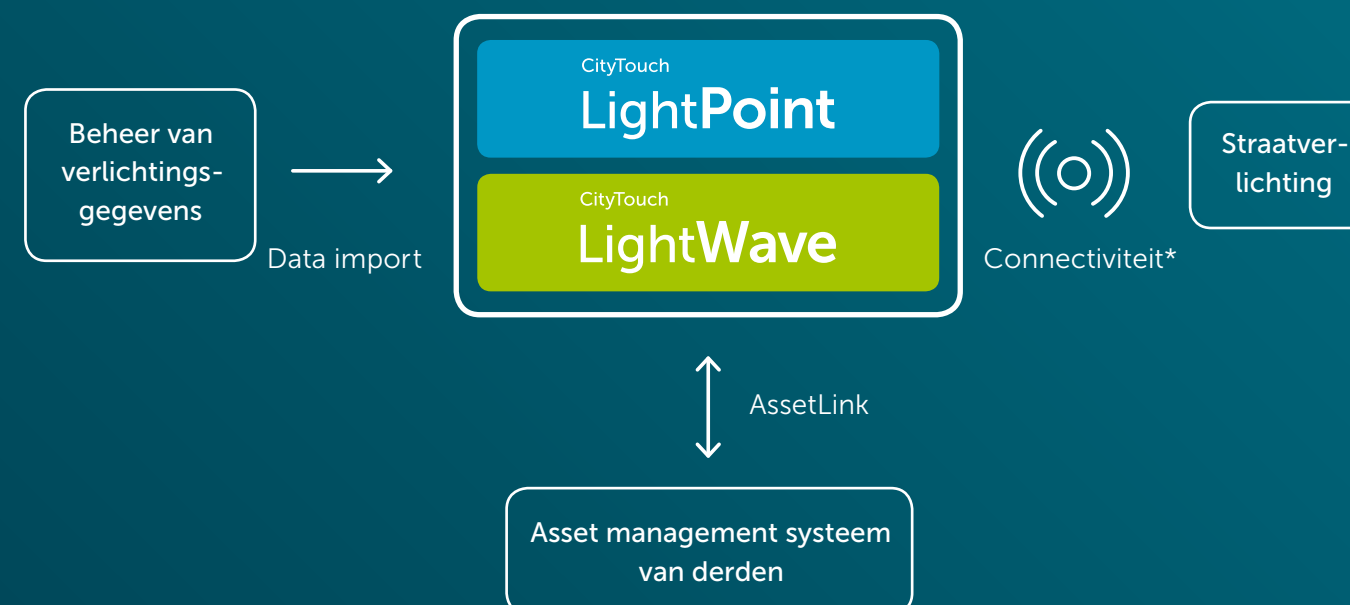 Beheer van
verlichtings-
gegevens
Data import
CityTouch
LightPoint
CityTouch
LightWave
Connectiviteit*
Straatver-
lichting
AssetLink
Asset management systeem
van derden